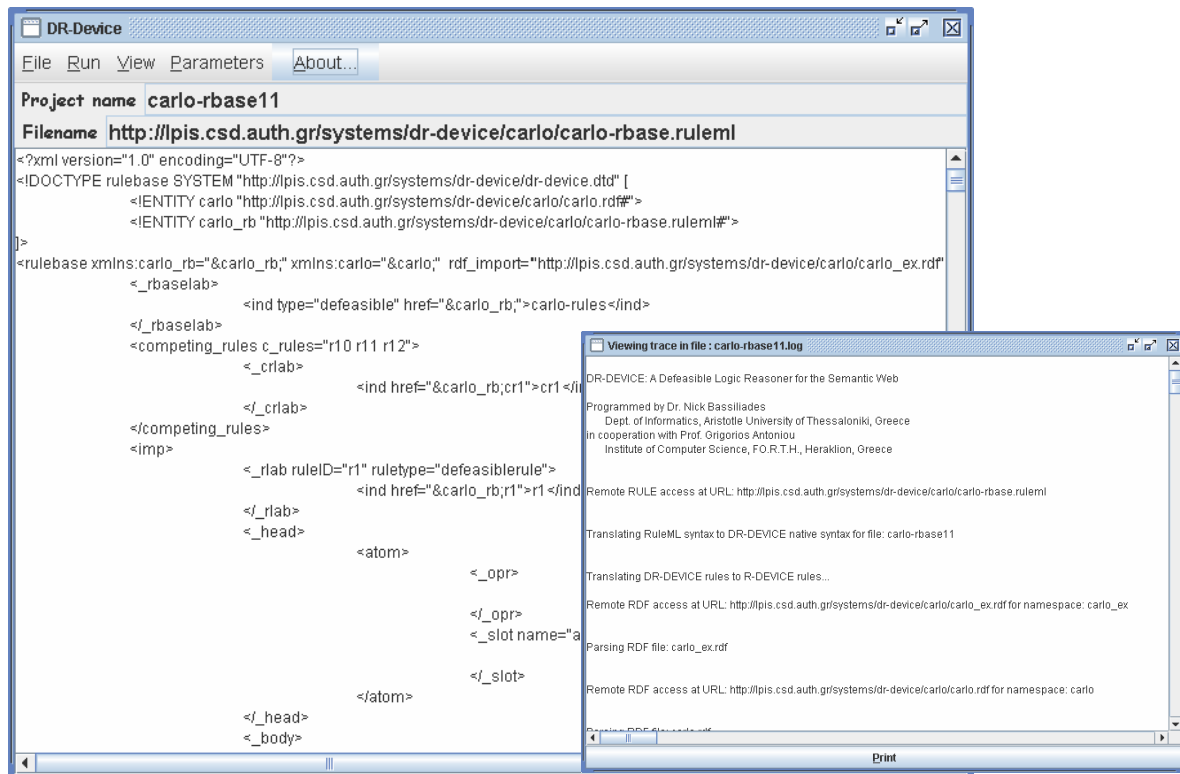 DR-Device
File Run View Parameters About...
Project name carlo-rbase11
Filename http://lpis.csd.auth.gr/systems/dr-device/carlo/carlo-rbase.ruleml
<?xml version="1.0" encoding="UTF-8"?>
<!DOCTYPE rulebase SYSTEM "http://lpis.csd.auth.gr/systems/dr-device/dr-device.dtd" [
<!ENTITY carlo "http://lpis.csd.auth.gr/systems/dr-device/carlo/carlo.rdf#">
<!ENTITY carlo_rb "http://lpis.csd.auth.gr/systems/dr-device/carlo/carlo-rbase.ruleml#">
]>
<rulebase xmlns:carlo_rb="&carlo_rb;" xmlns:carlo="&carlo;" rdf_import="http://lpis.csd.auth.gr/systems/dr-device/carlo/carlo_ex.rdf"
<_rbaselab>
<ind type="defeasible" href="&carlo_rb;">carlo-rules</ind>
</_rbaselab>
<competing_rules c_rules="r10 r11 r12">
<_crlab>
<ind href="&carlo_rb;cr1">cr1</i
</_crlab>
</competing_rules>
<imp>
<_rlab ruleID="r1" ruletype="defeasiblerule">
<ind href="&carlo_rb;r1">r1</ind
</_rlab>
<_head>
<atom>
<_opr>
</_opr>
<_slot name="a
</_slot>
</atom>
</_head>
<_body>
Viewing trace in file : carlo-rbase11.log
DR-DEVICE: A Defeasible Logic Reasoner for the Semantic Web
Programmed by Dr. Nick Bassiliades
Dept. of Informatics, Aristotle University of Thessaloniki, Greece
in cooperation with Prof. Grigorios Antoniou
Institute of Computer Science, FO.R.T.H., Heraklion, Greece
Remote RULE access at URL: http://lpis.csd.auth.gr/systems/dr-device/carlo/carlo-rbase.ruleml
Translating RuleML syntax to DR-DEVICE native syntax for file: carlo-rbase11
Translating DR-DEVICE rules to R-DEVICE rules...
Remote RDF access at URL: http://lpis.csd.auth.gr/systems/dr-device/carlo/carlo_ex.rdf for namespace: carlo_ex
Parsing RDF file: carlo_ex.rdf
Remote RDF access at URL: http://lpis.csd.auth.gr/systems/dr-device/carlo/carlo.rdf for namespace: carlo
Parsing RDF file: carlo.rdf
Print